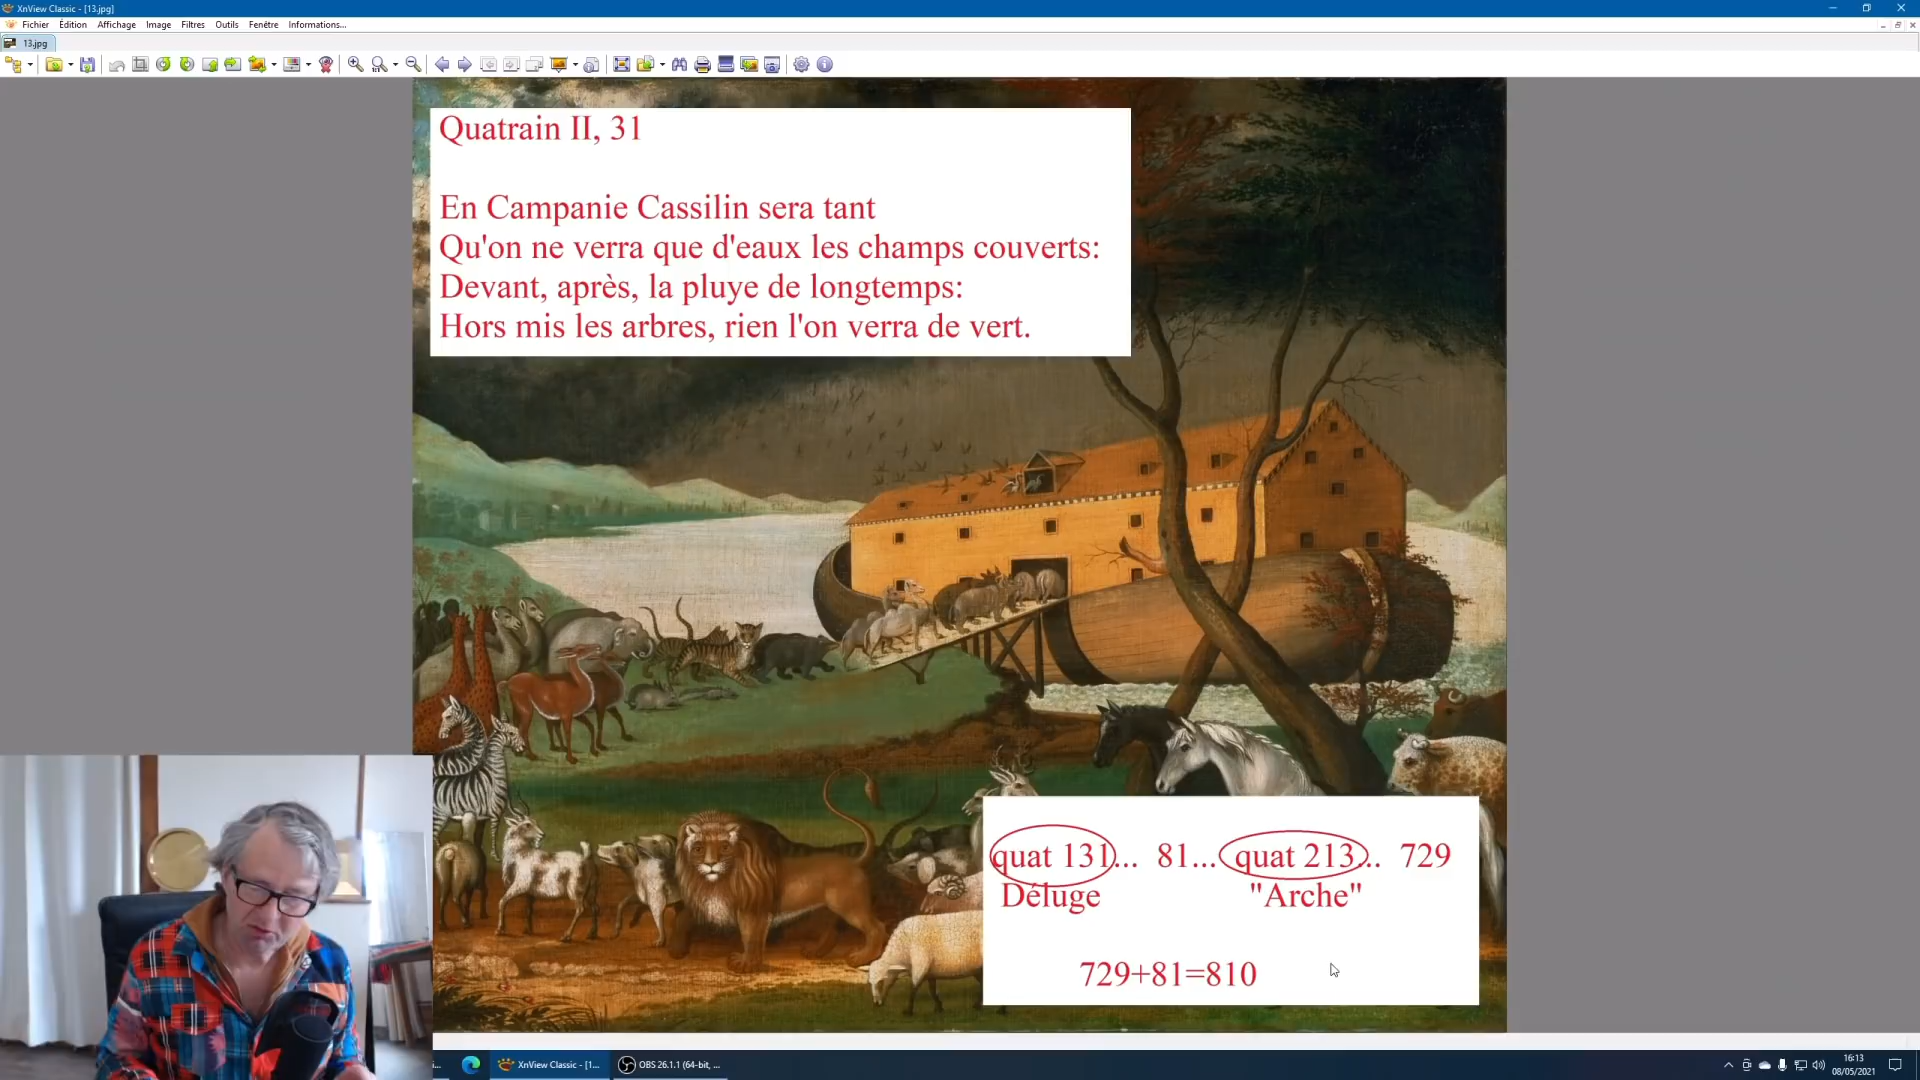 XnView Classic - [13.jpg]
Fichier Édition Affichage Image Filtres Outils Fenêtre Informations...
13.jpg
Quatrain II, 31
En Campanie Cassilin sera tant
Qu'on ne verra que d'eaux les champs couverts:
Devant, après, la pluye de longtemps:
Hors mis les arbres, rien l'on verra de vert.
quat 131... 81... quat 213... 729
Déluge "Arche"
729+81=810
XnView Classic - [1...
OBS 26.1.1 (64-bit, ...
16:13
08/05/2021